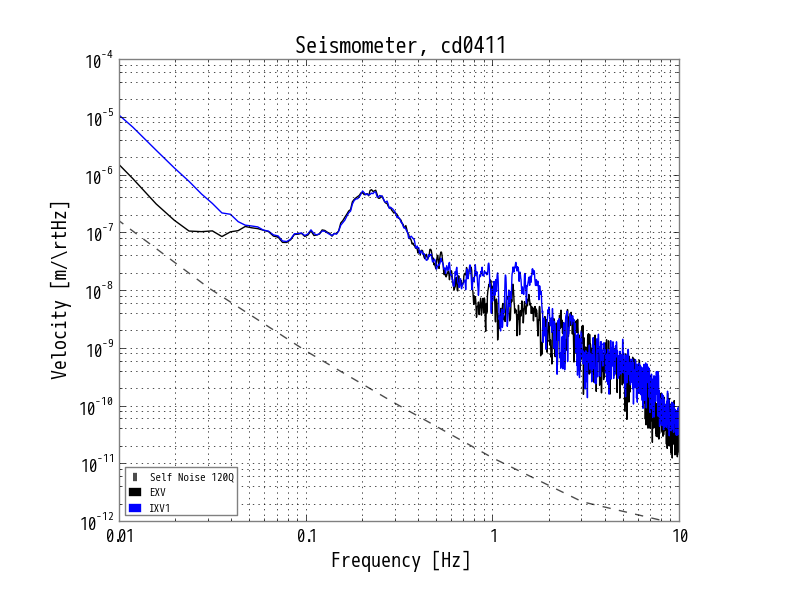 Seismometer, cd0411
Velocity [m/\rtHz]
10^-4
10^-5
10^-6
10^-7
10^-8
10^-9
10^-10
10^-11
10^-12
Self Noise 120Q
EXV
IXV1
0.01
0.1
1
10
Frequency [Hz]